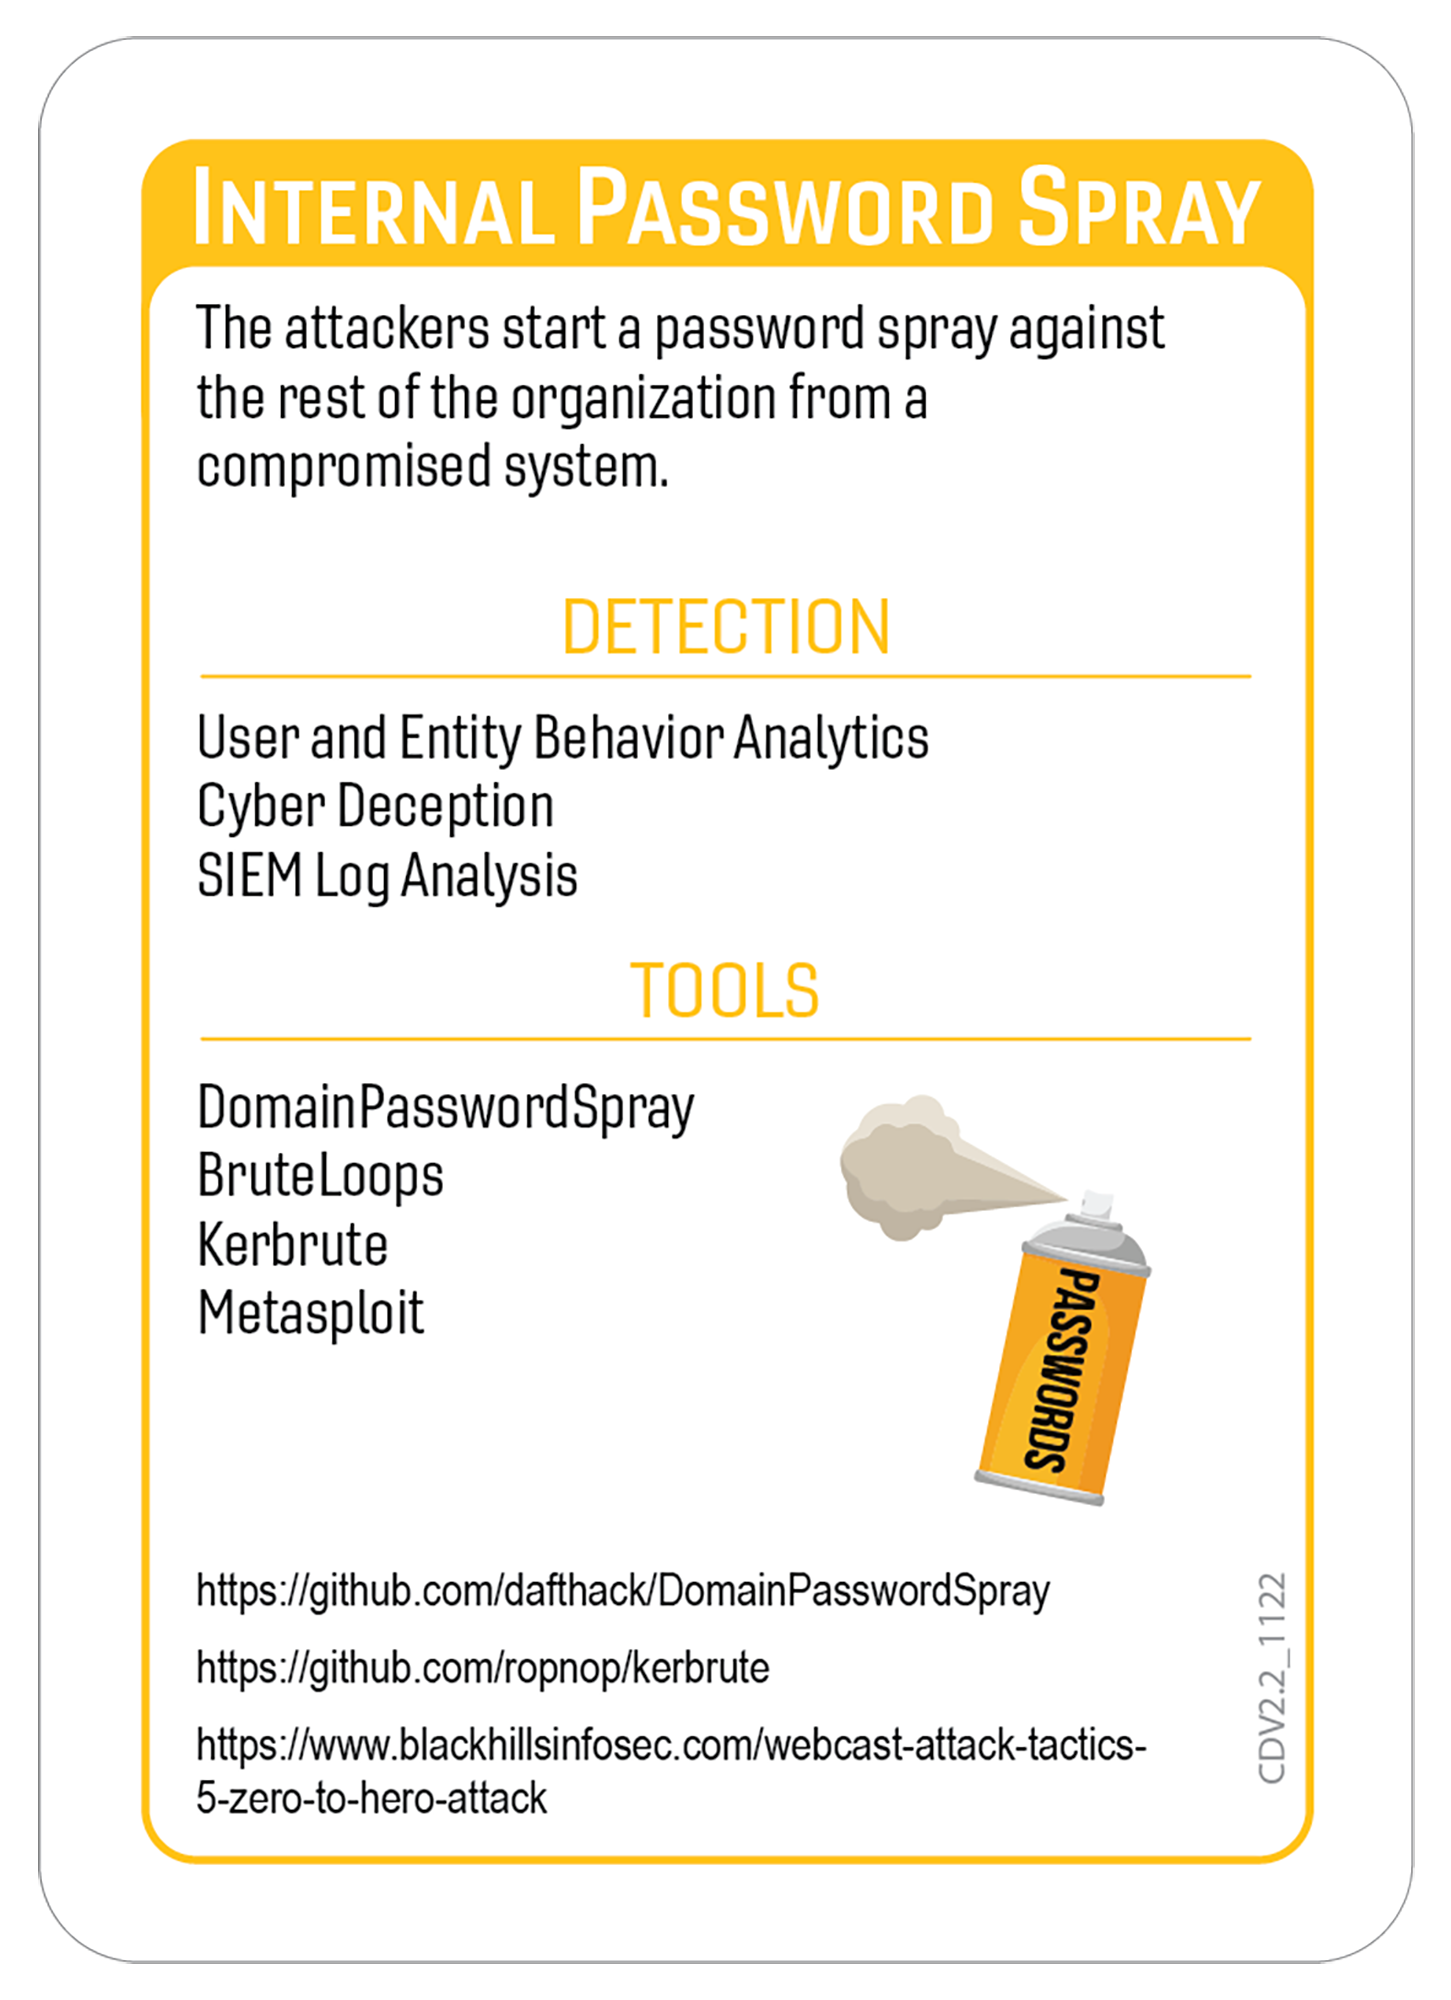 INTERNAL PASSWORD SPRAY
The attackers start a password spray against
the rest of the organization from a
compromised system.
DETECTION
User and Entity Behavior Analytics
Cyber Deception
SIEM Log Analysis
TOOLS
DomainPasswordSpray
BruteLoops
Kerbrute
Metasploit
PASSWORDS
https://github.com/dafthack/DomainPasswordSpray
https://github.com/ropnop/kerbrute
https://www.blackhillsinfosec.com/webcast-attack-tactics-
5-zero-to-hero-attack
CDV2.2_1122